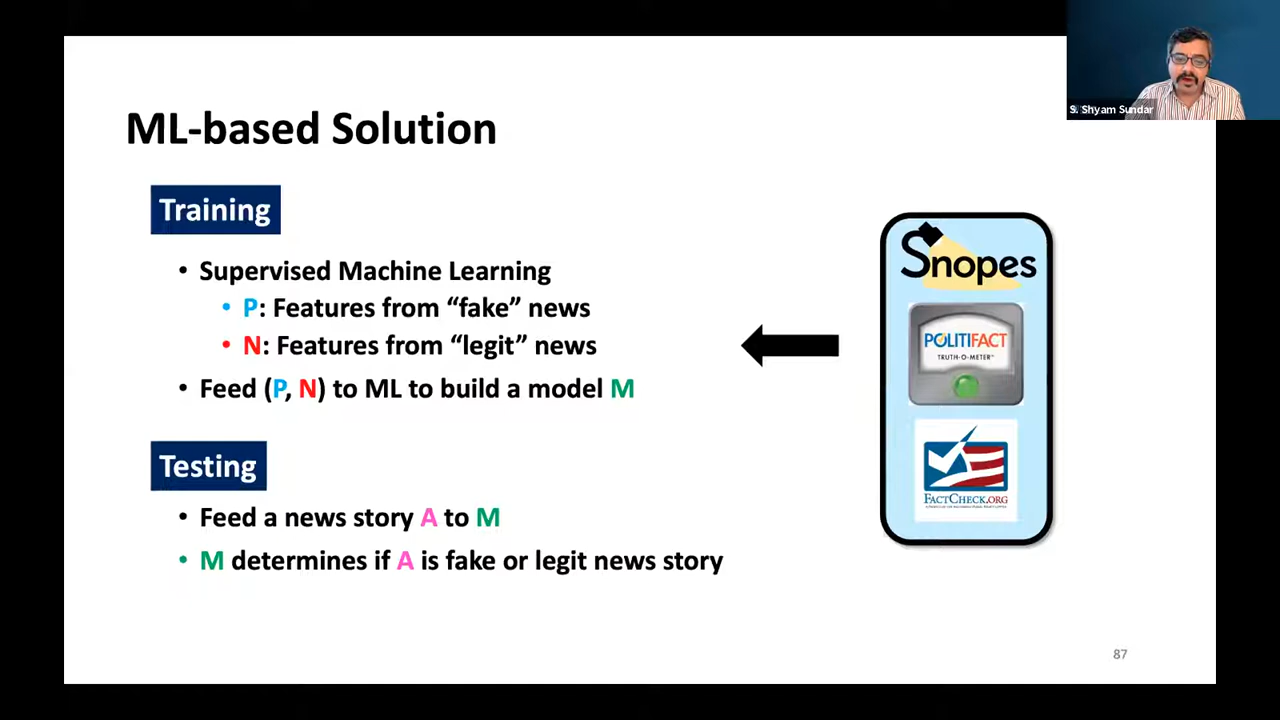 S. Shyam Sundar
ML-based Solution
Training
• Supervised Machine Learning
• P: Features from “fake” news
• N: Features from “legit” news
• Feed (P, N) to ML to build a model M
Testing
• Feed a news story A to M
• M determines if A is fake or legit news story
Snopes
POLITIFACT
TRUTH-O-METER™
FACTCHECK.ORG
87